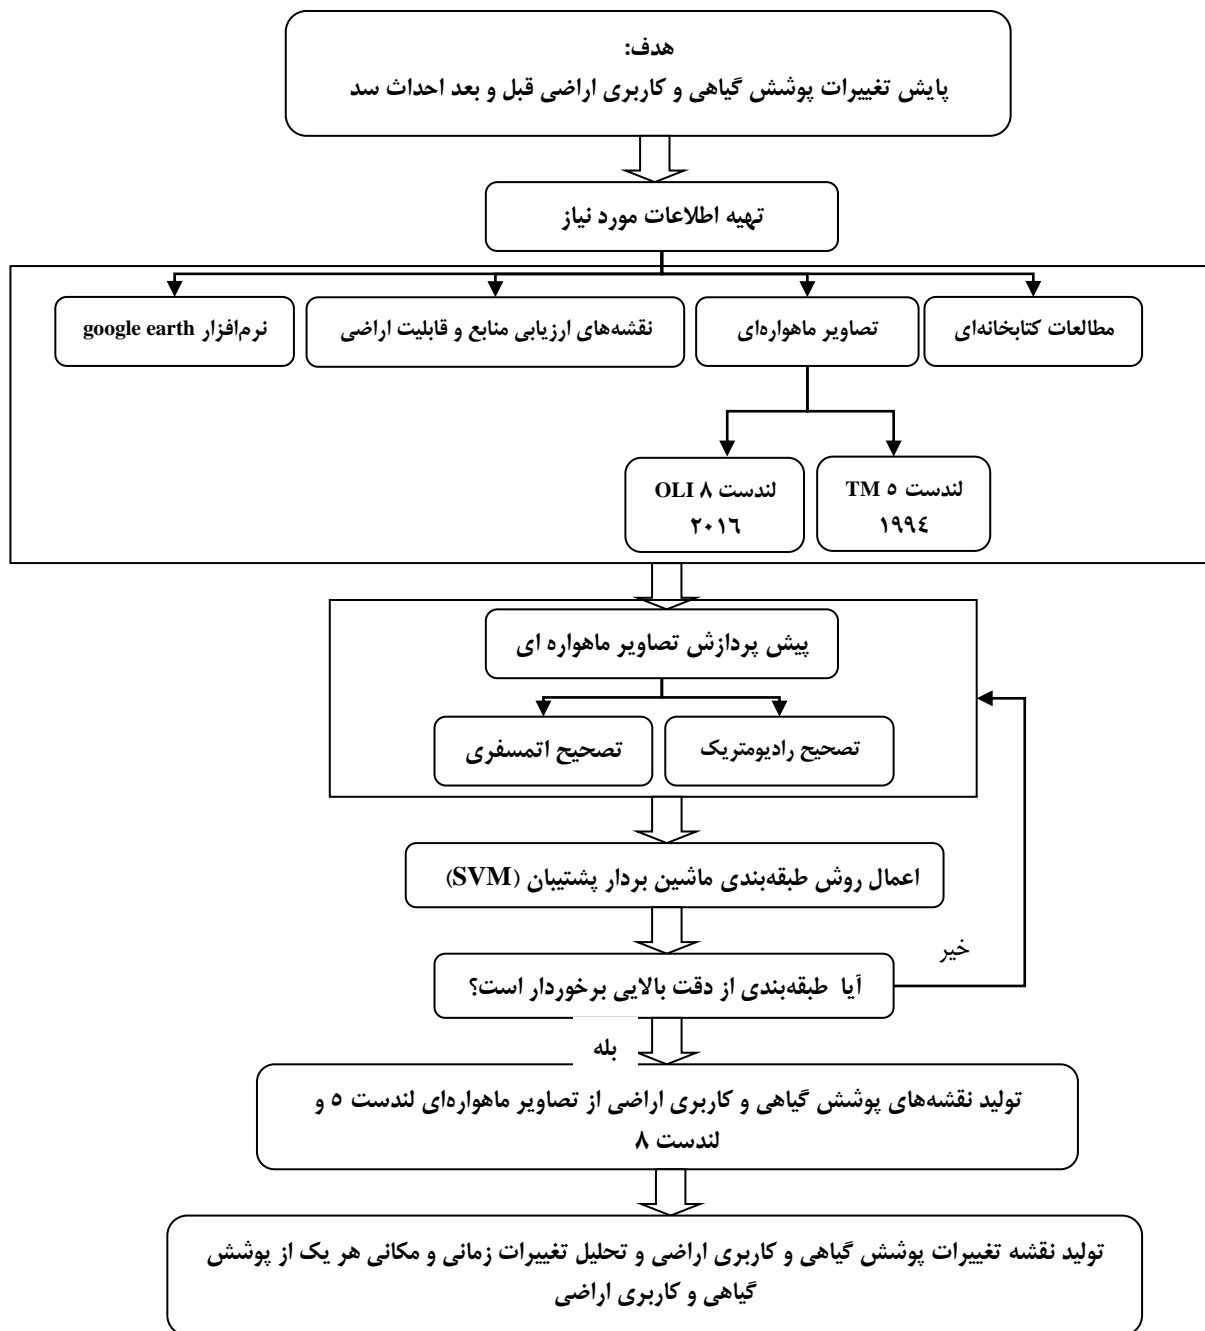 هدف:
پایش تغییرات پوشش گیاهی و کاربری اراضی قبل و بعد احداث سد
تهیه اطلاعات مورد نیاز
مطالعات کتابخانه‌ای
تصاویر ماهواره‌ای
نقشه‌های ارزیابی منابع و قابلیت اراضی
نرم‌افزار google earth
لندست ۵ TM
۱۹۹٤
لندست ۸ OLI
۲۰۱٦
پیش پردازش تصاویر ماهواره ای
تصحیح رادیومتریک
تصحیح اتمسفری
اعمال روش طبقه‌بندی ماشین بردار پشتیبان (SVM)
آیا طبقه‌بندی از دقت بالایی برخوردار است؟
خیر
بله
تولید نقشه‌های پوشش گیاهی و کاربری اراضی از تصاویر ماهواره‌ای لندست ۵ و
لندست ۸
تولید نقشه تغییرات پوشش گیاهی و کاربری اراضی و تحلیل تغییرات زمانی و مکانی هر یک از پوشش
گیاهی و کاربری اراضی